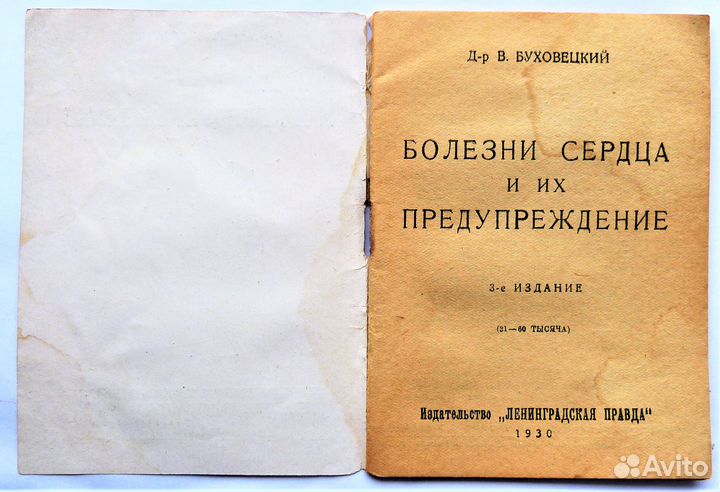 Д-р В. БУХОВЕЦКИЙ
БОЛЕЗНИ СЕРДЦА
И ИХ
ПРЕДУПРЕЖДЕНИЕ
3-е ИЗДАНИЕ
(31—60 ТЫСЯЧА)
Издательство „ЛЕНИНГРАДСКАЯ ПРАВДА"
1930
Avito